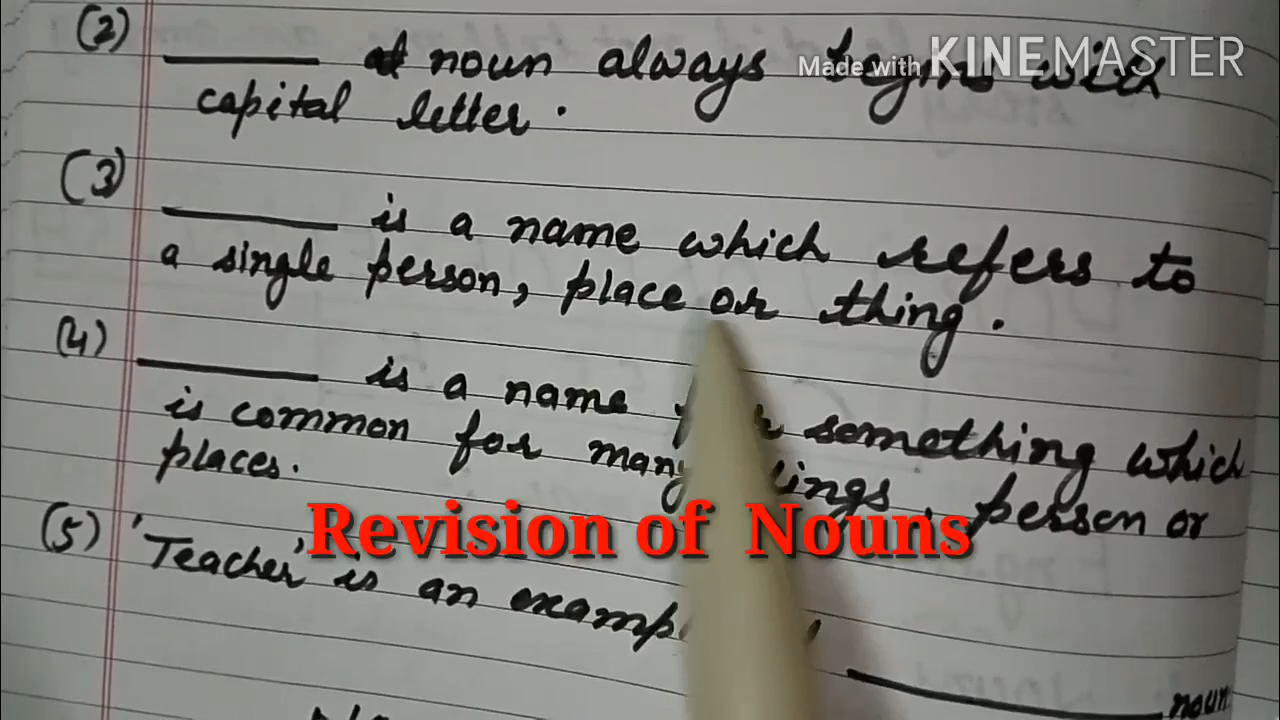 (2) ______ noun always begins with
Made with KINEMASTER
capital letter.
(3) ______ is a name which refers to
a single person, place or thing.
(4) ______ is a name something which
is common for many person or
places.
Revision of Nouns
(5) 'Teacher' is an
______ noun